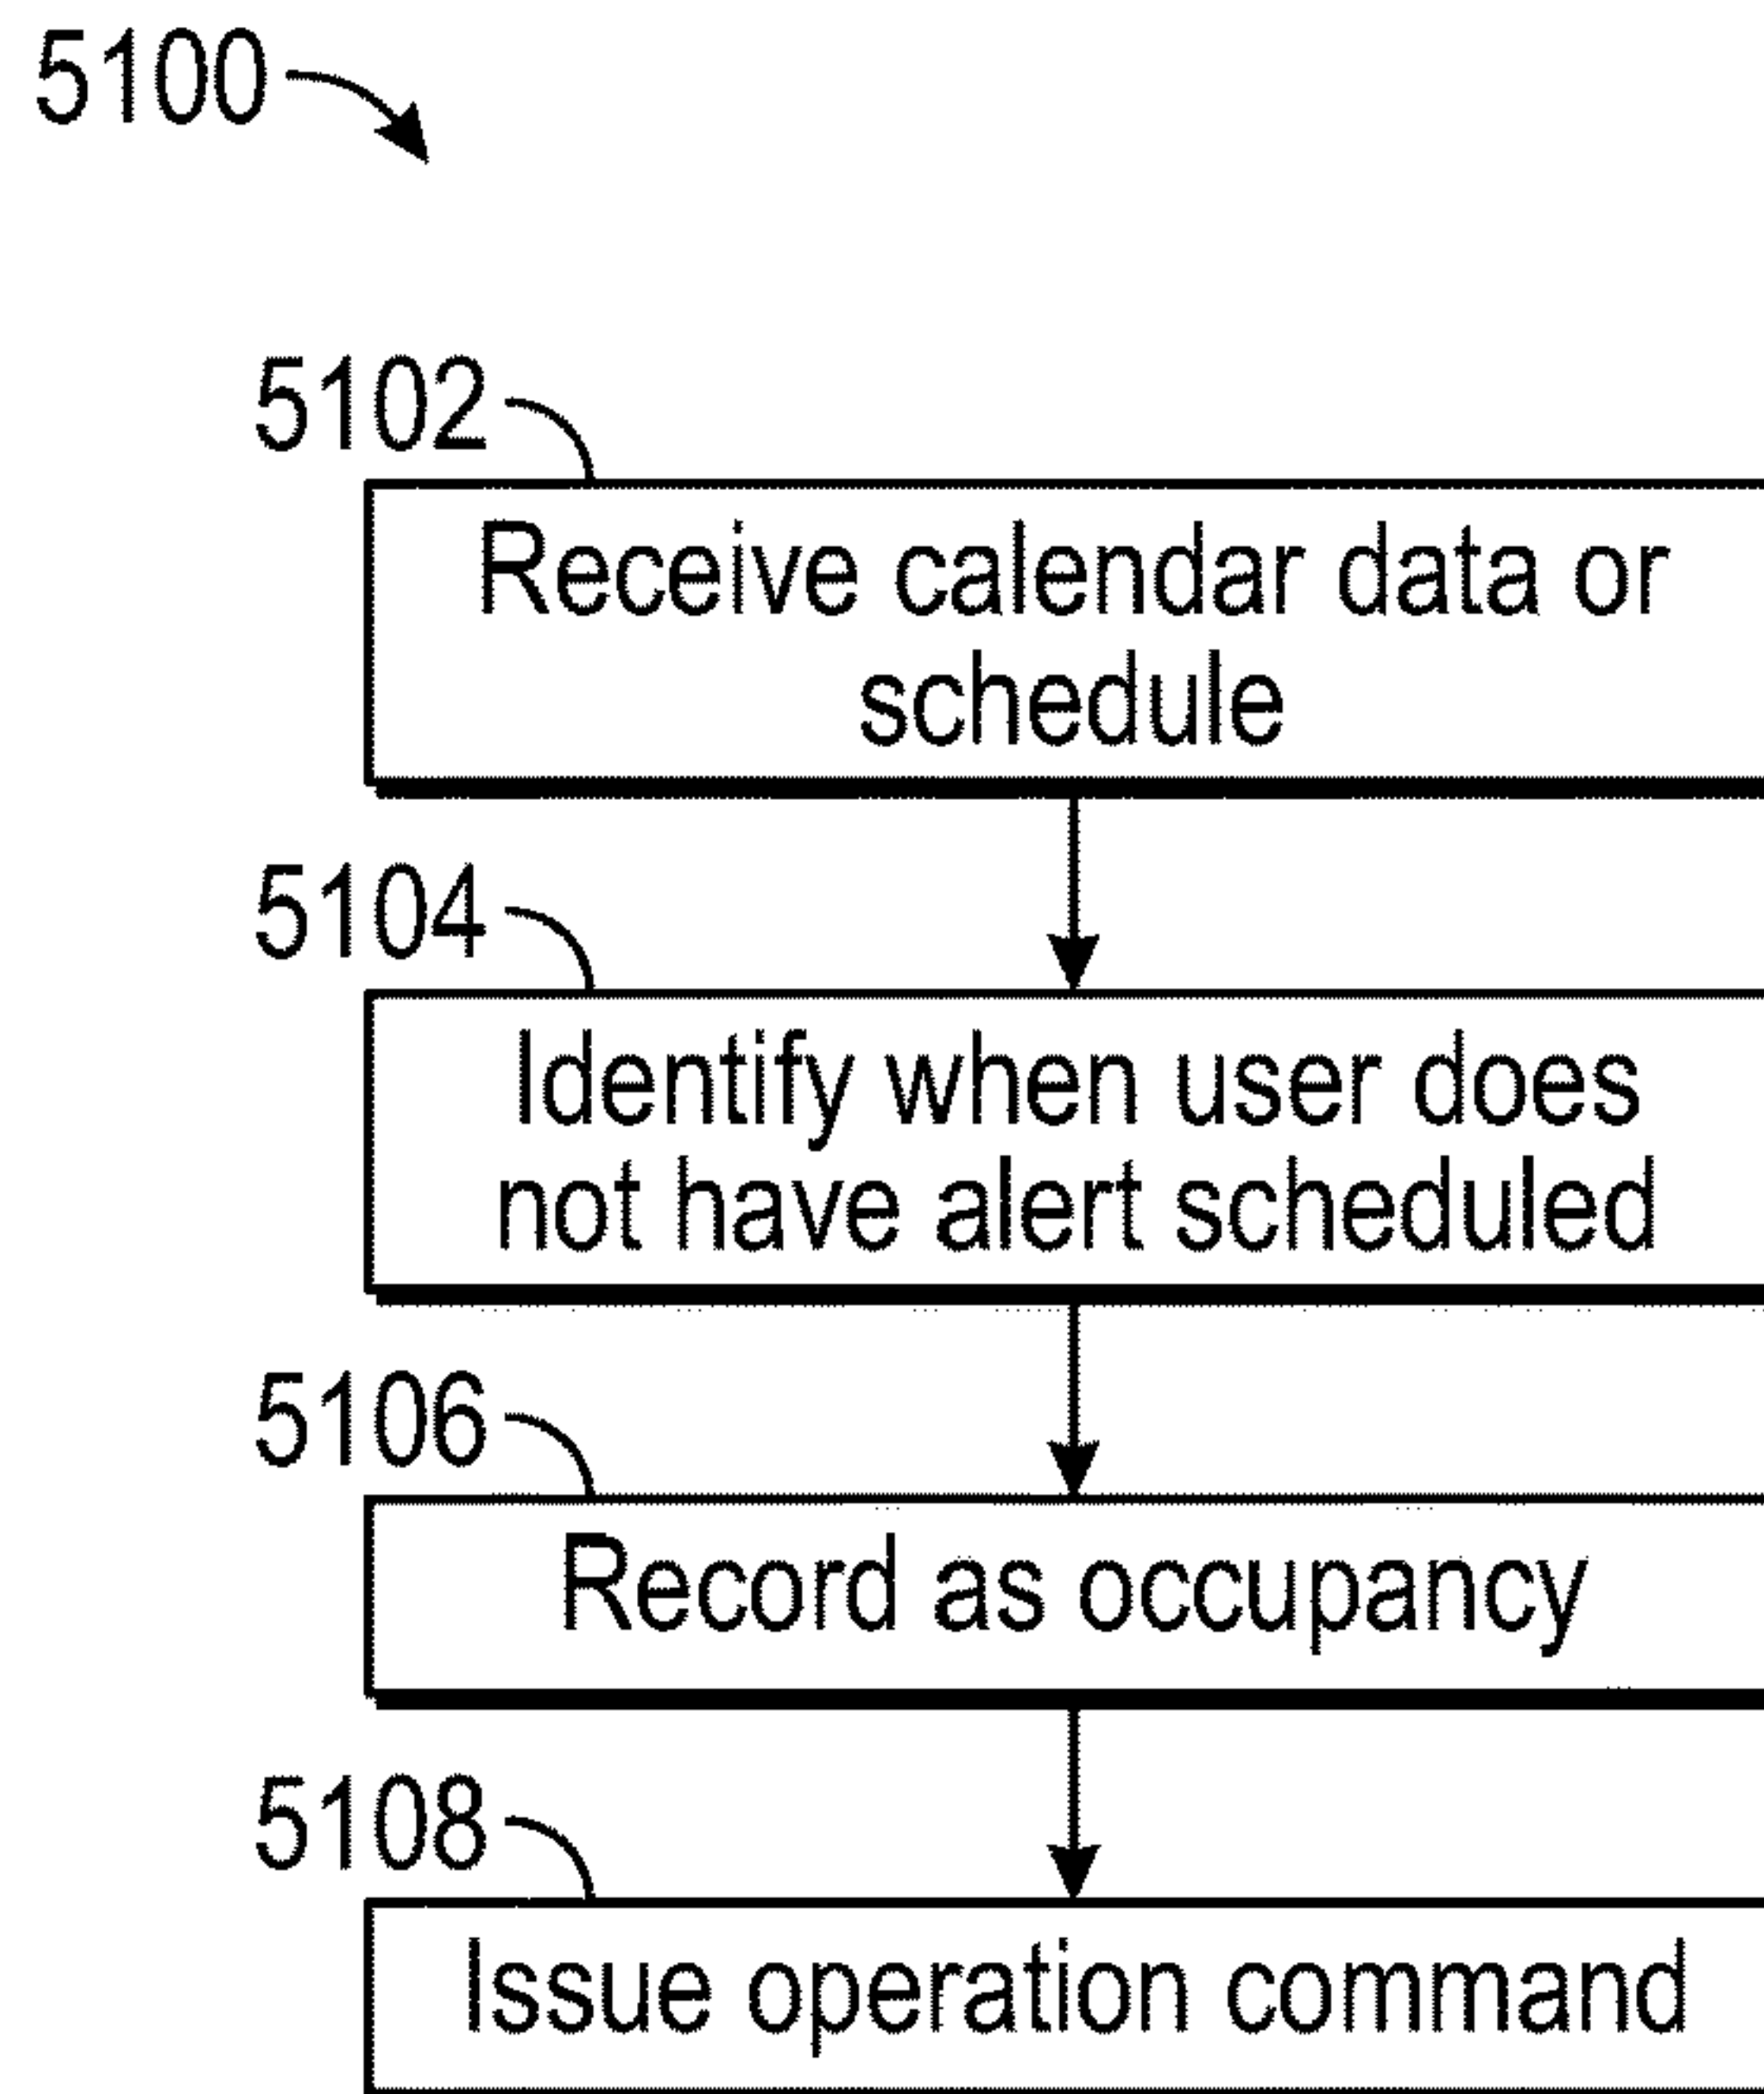 5100
5102
Receive calendar data or
schedule
5104
Identify when user does
not have alert scheduled
5106
Record as occupancy
5108
Issue operation command